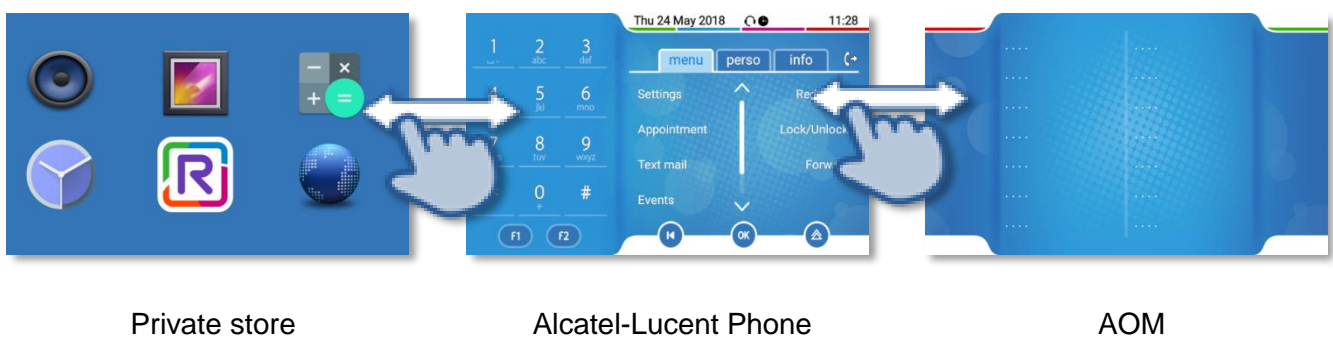 Thu 24 May 2018 11:28
− ×
+ =
R
1 2 3
abc def
4 5 6
jkl mno
7 8 9
tuv wxyz
0 #
+
F1 F2
menu perso info
Settings
Appointment Lock/Unlock
Text mail
Events
OK
.... ....
.... ....
.... ....
.... ....
.... ....
.... ....
Private store Alcatel-Lucent Phone AOM